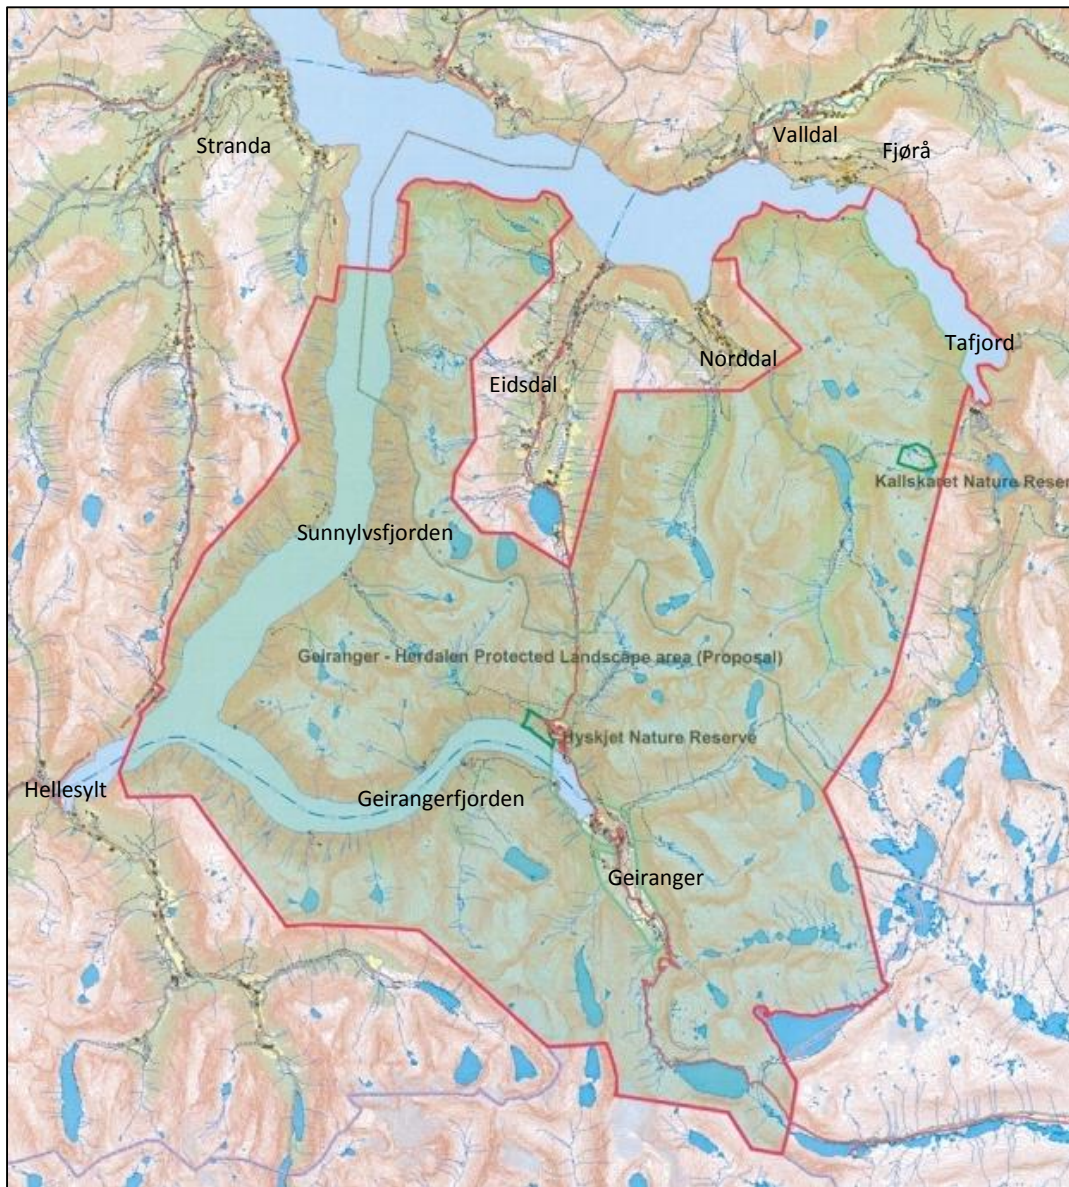 Stranda
Valldal
Fjørå
Tafjord
Norddal
Eidsdal
Kallskaret Nature Reser
Sunnylvsfjorden
Geiranger - Herdalen Protected Landscape area (Proposal)
Hyskjet Nature Reserve
Hellesylt
Geirangerfjorden
Geiranger